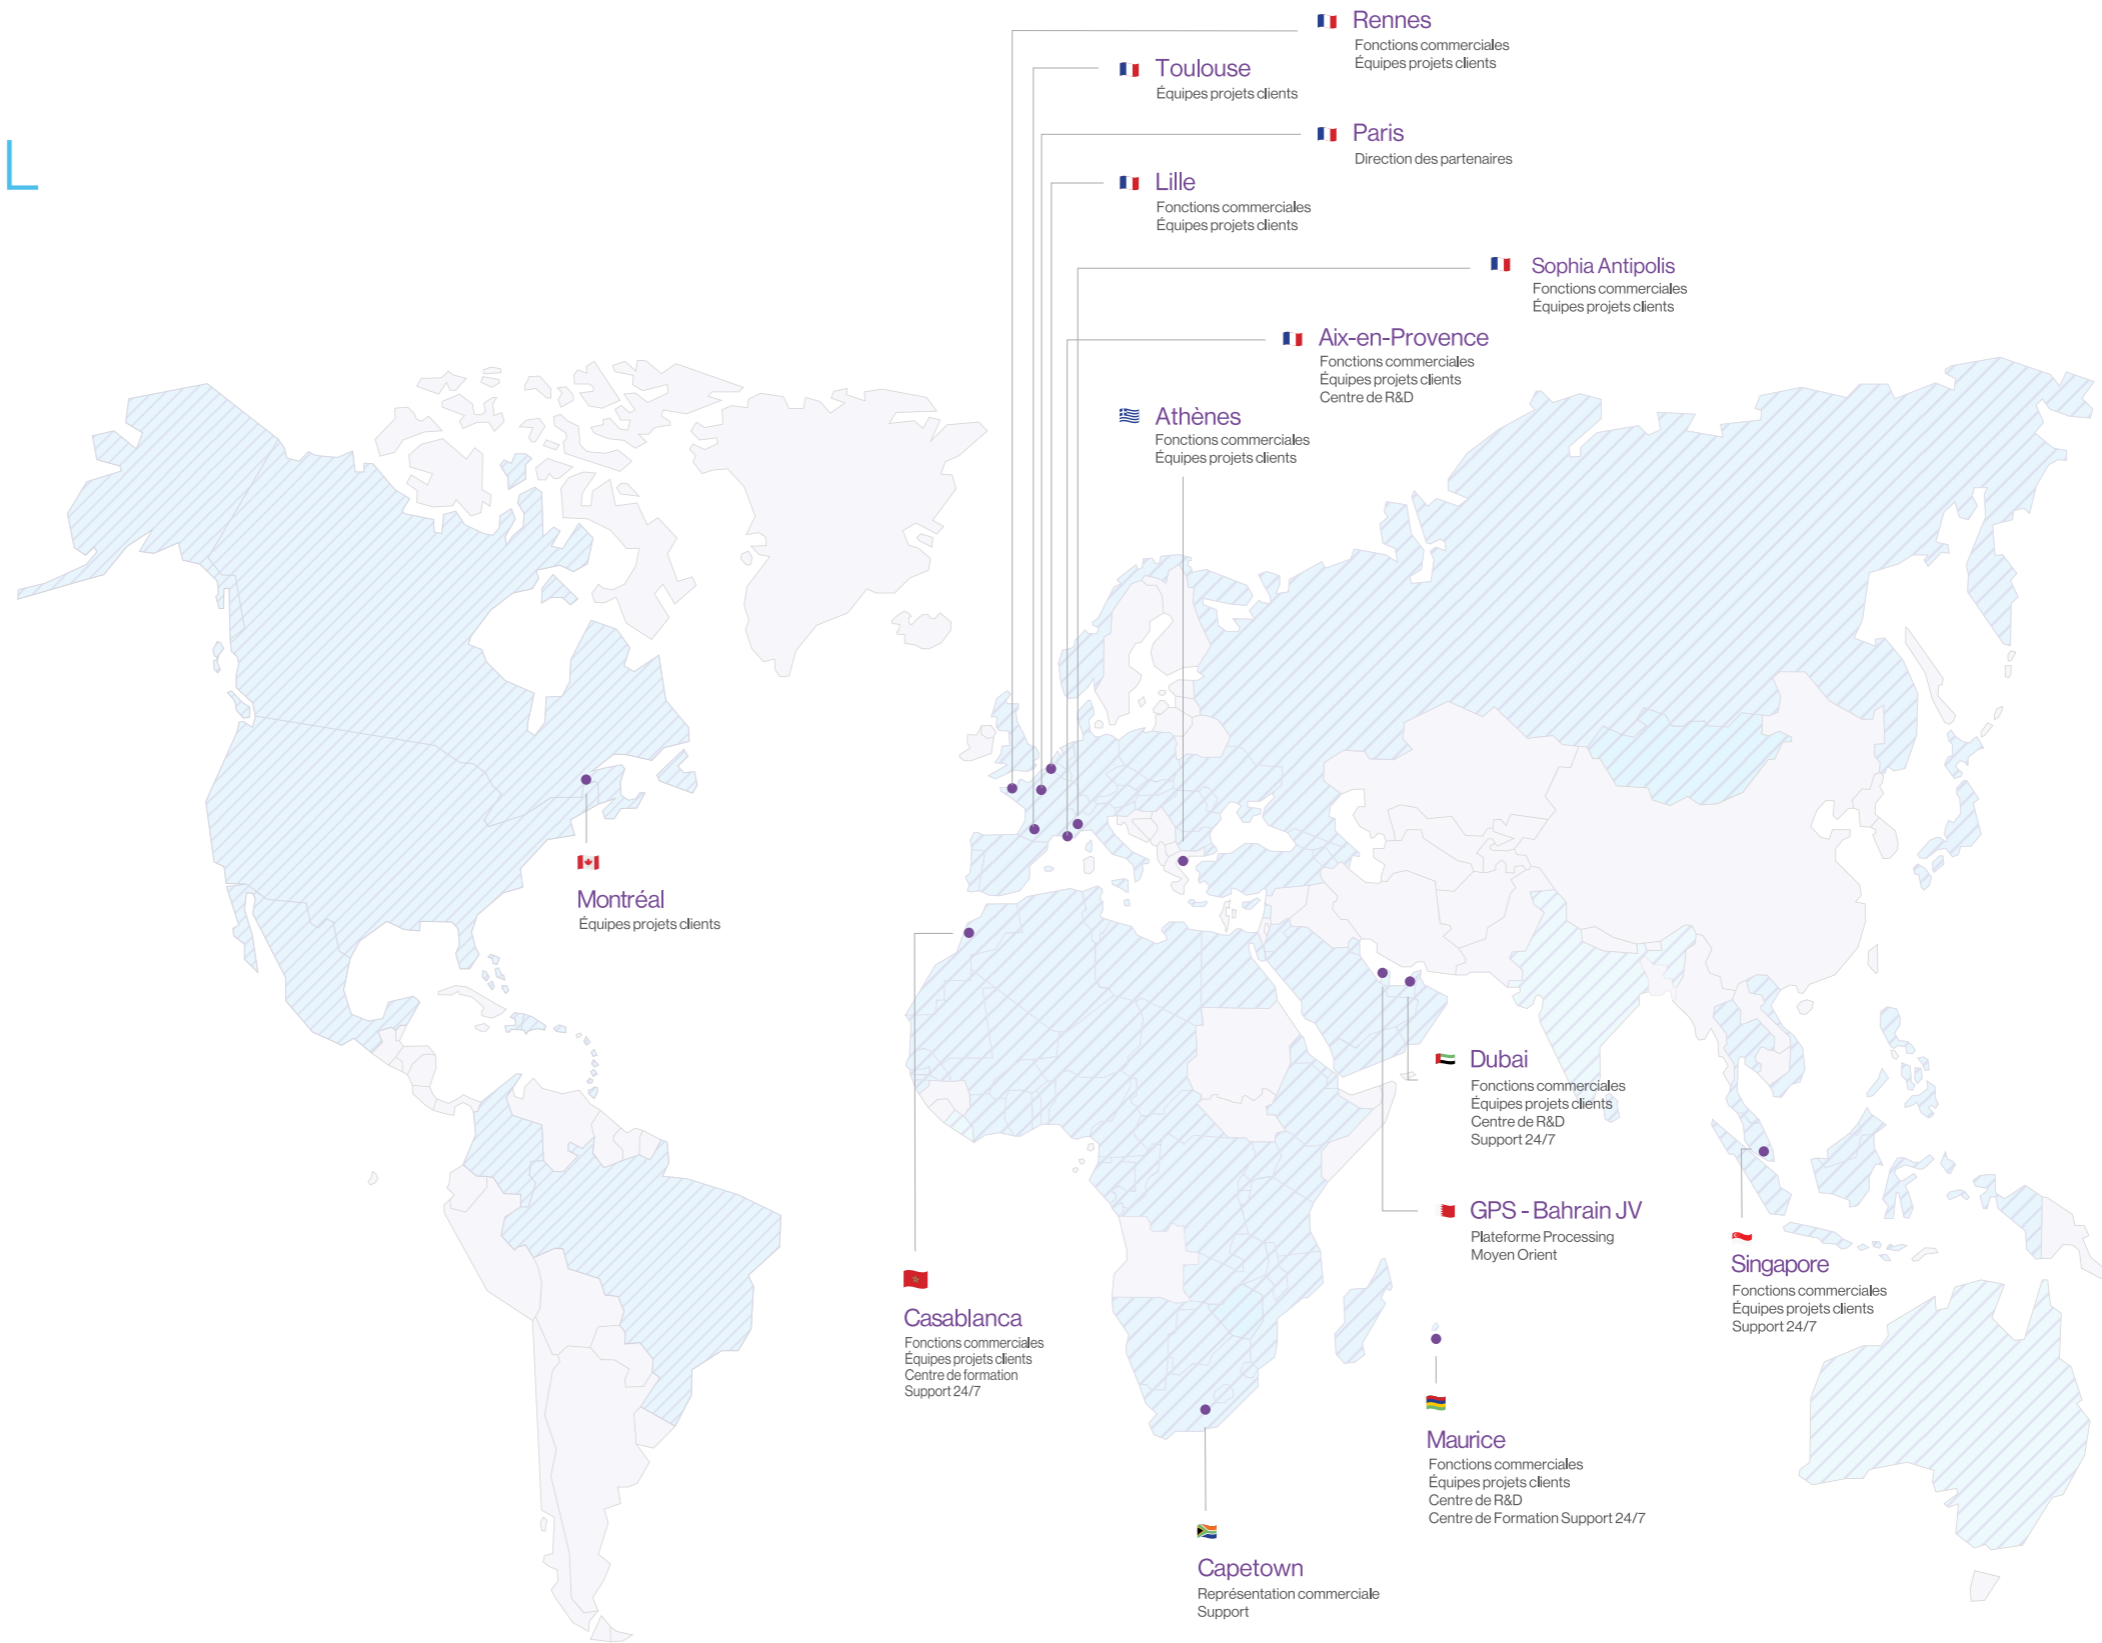 Rennes
Fonctions commerciales
Équipes projets clients
Toulouse
Équipes projets clients
Paris
Direction des partenaires
Lille
Fonctions commerciales
Équipes projets clients
Sophia Antipolis
Fonctions commerciales
Équipes projets clients
Aix-en-Provence
Fonctions commerciales
Équipes projets clients
Centre de R&D
Athènes
Fonctions commerciales
Équipes projets clients
Montréal
Équipes projets clients
Dubai
Fonctions commerciales
Équipes projets clients
Centre de R&D
Support 24/7
GPS - Bahrain JV
Plateforme Processing
Moyen Orient
Singapore
Fonctions commerciales
Équipes projets clients
Support 24/7
Casablanca
Fonctions commerciales
Équipes projets clients
Centre de formation
Support 24/7
Maurice
Fonctions commerciales
Équipes projets clients
Centre de R&D
Centre de Formation Support 24/7
Capetown
Représentation commerciale
Support